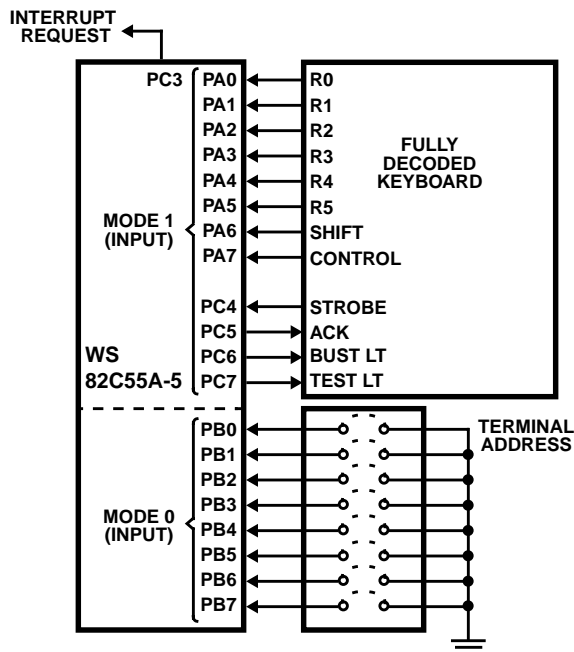 INTERRUPT
REQUEST
PC3 PA0 R0
PA1 R1
PA2 R2
PA3 R3
PA4 R4
PA5 R5
PA6 SHIFT
PA7 CONTROL
FULLY
DECODED
KEYBOARD
MODE 1
(INPUT)
PC4 STROBE
PC5 ACK
PC6 BUST LT
PC7 TEST LT
WS
82C55A-5
PB0
PB1
PB2
PB3
PB4
PB5
PB6
PB7
MODE 0
(INPUT)
TERMINAL
ADDRESS